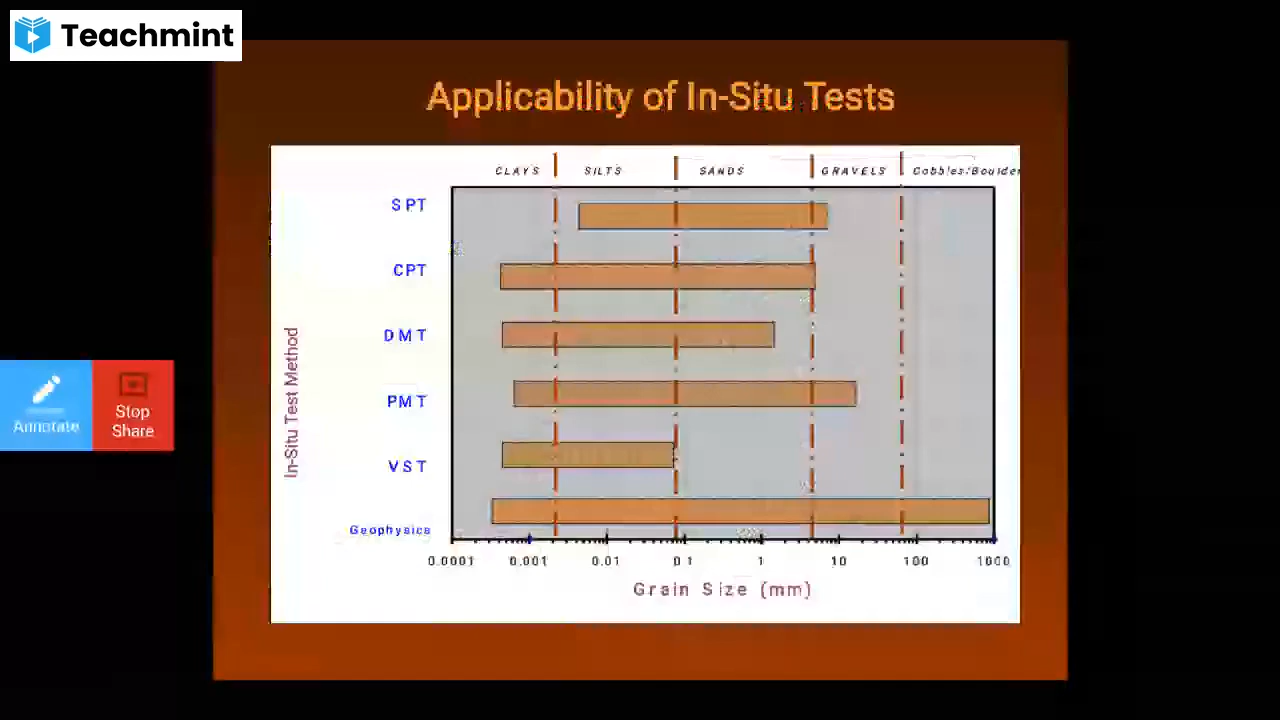 Teachmint
Applicability of In-Situ Tests
CLAYS SILTS SANDS GRAVELS Cobbles/Boulder
SPT
CPT
DMT
PMT
VST
Geophysics
In-Situ Test Method
Annotate
Stop
Share
0.0001 0.001 0.01 0.1 1 10 100 1000
Grain Size (mm)